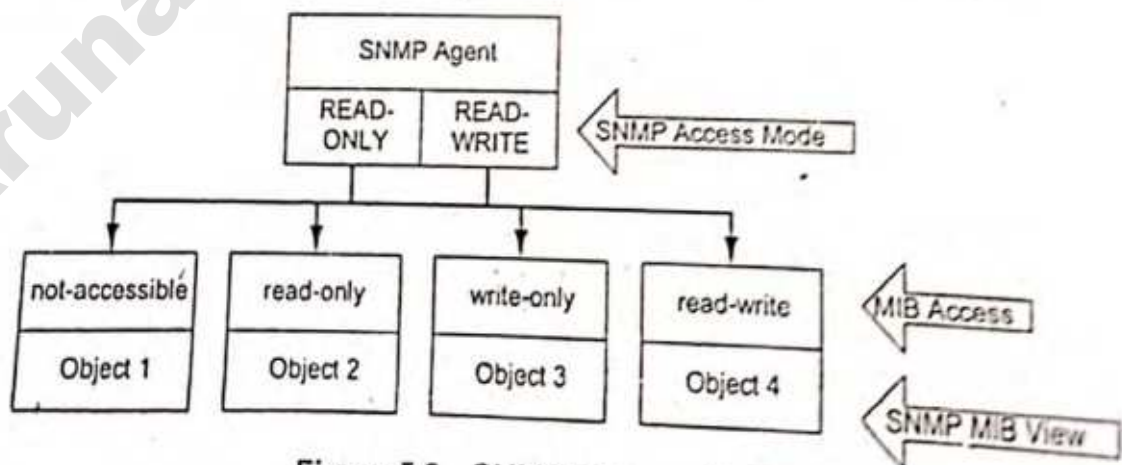 SNMP Agent
READ-
ONLY
READ-
WRITE
SNMP Access Mode
not-accessible
read-only
write-only
read-write
MIB Access
Object 1
Object 2
Object 3
Object 4
SNMP MIB View